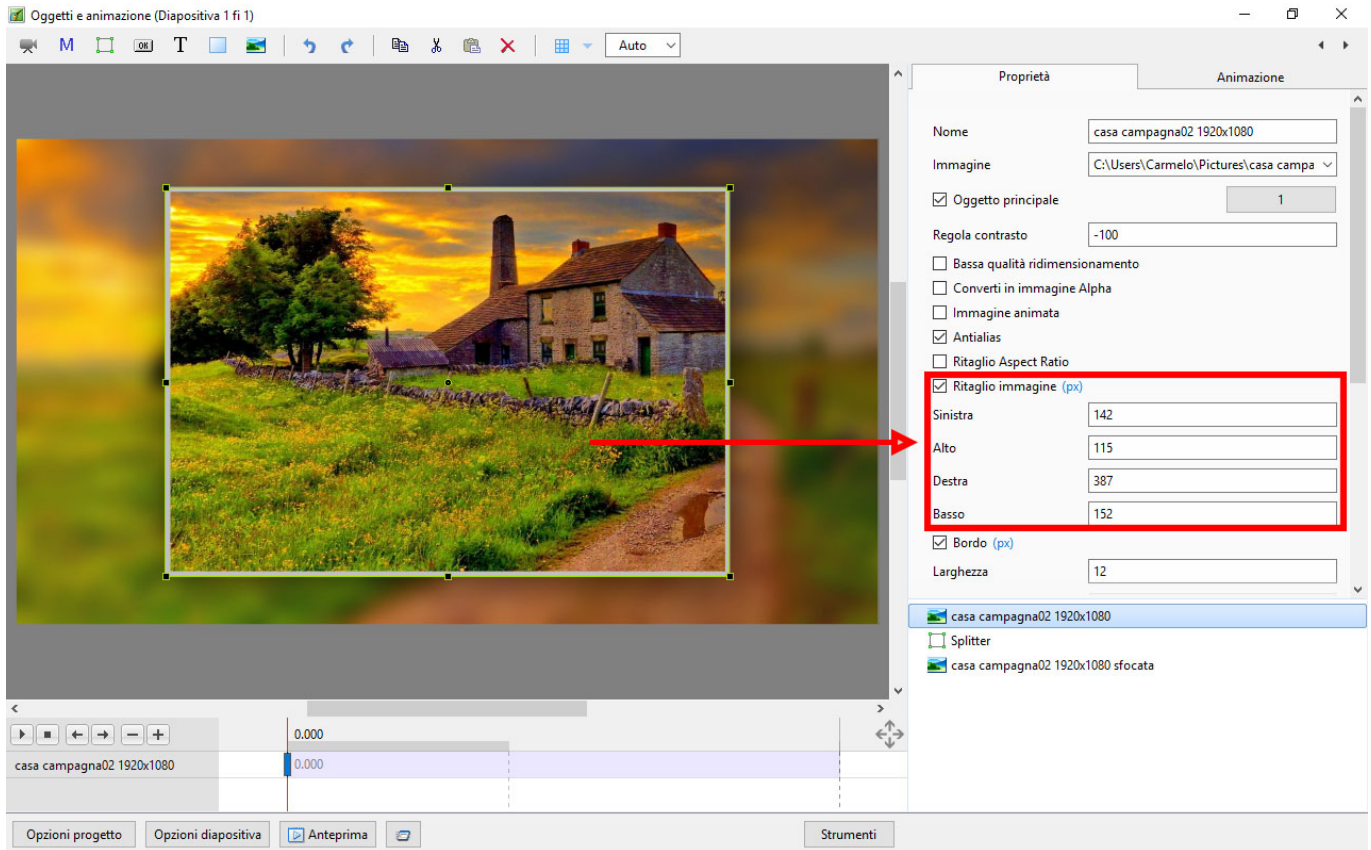 Oggetti e animazione (Diapositiva 1 fi 1)
M OK T Auto
Proprietà Animazione
Nome casa campagna02 1920x1080
Immagine C:\Users\Carmelo\Pictures\casa campa
Oggetto principale 1
Regola contrasto -100
Bassa qualità ridimensionamento
Converti in immagine Alpha
Immagine animata
Antialias
Ritaglio Aspect Ratio
Ritaglio immagine (px)
Sinistra 142
Alto 115
Destra 387
Basso 152
Bordo (px)
Larghezza 12
casa campagna02 1920x1080
Splitter
casa campagna02 1920x1080 sfocata
0.000
casa campagna02 1920x1080 0.000
Opzioni progetto Opzioni diapositiva Anteprima Strumenti